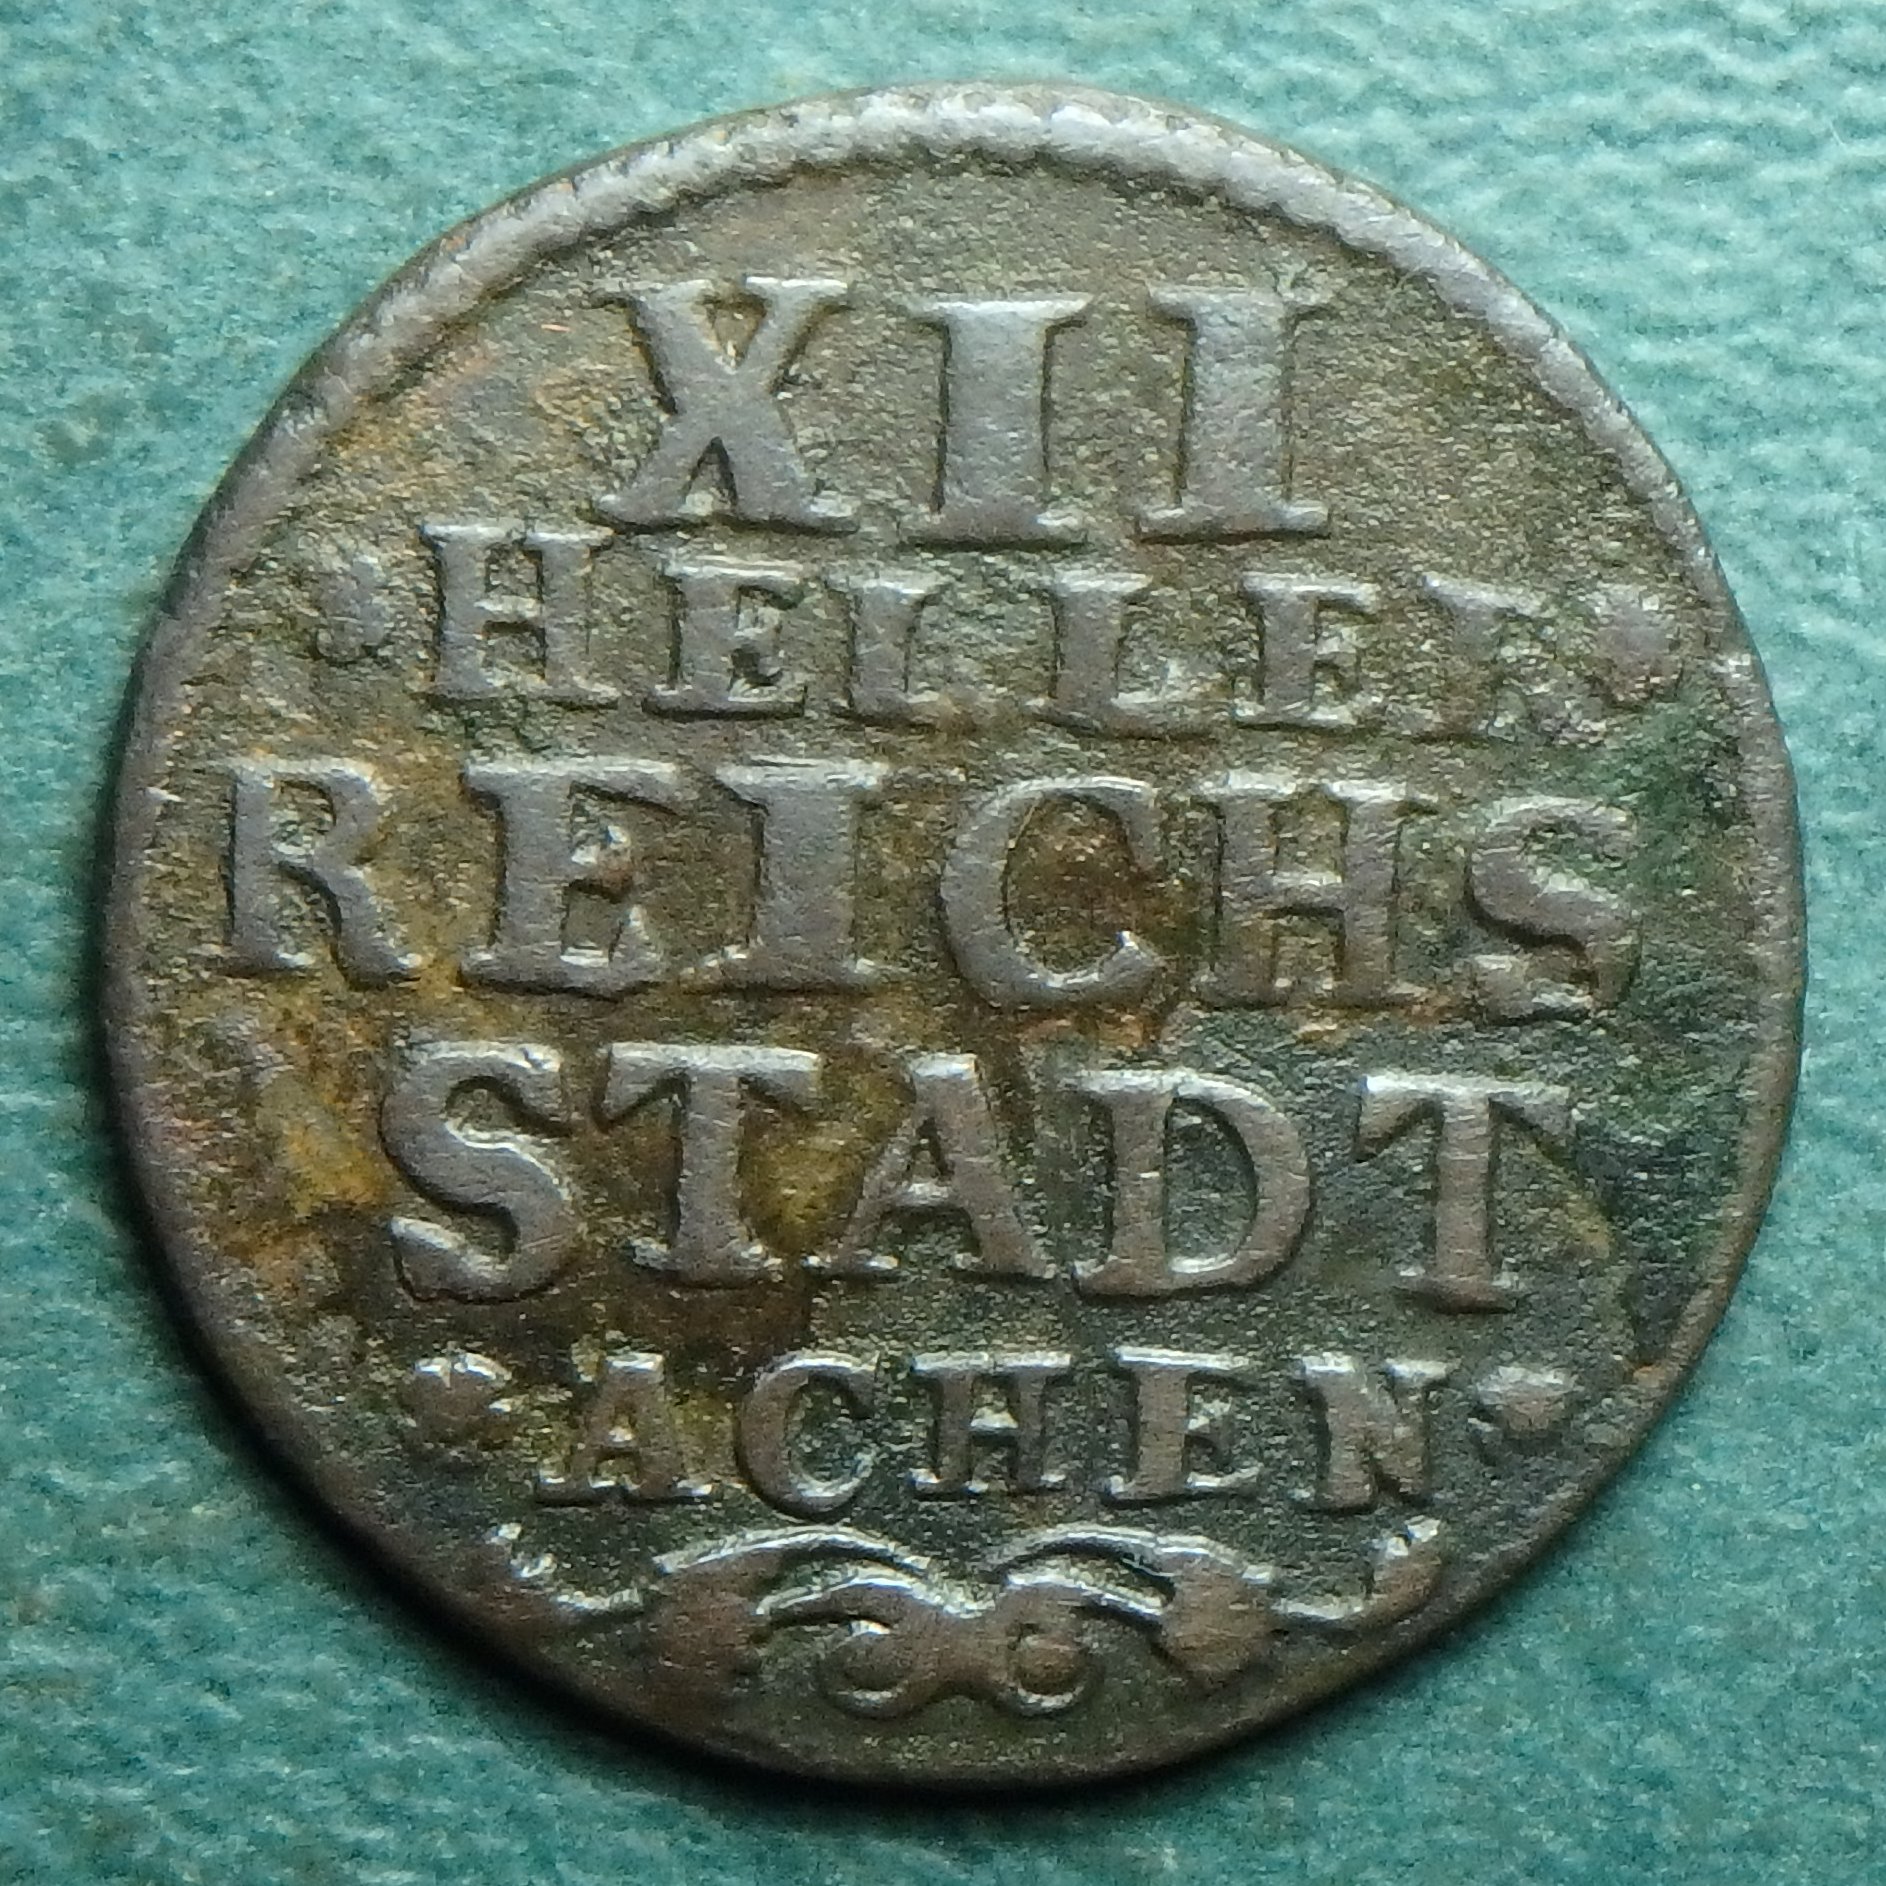 XII
HELLER
REICHS
STADT
ACHEN